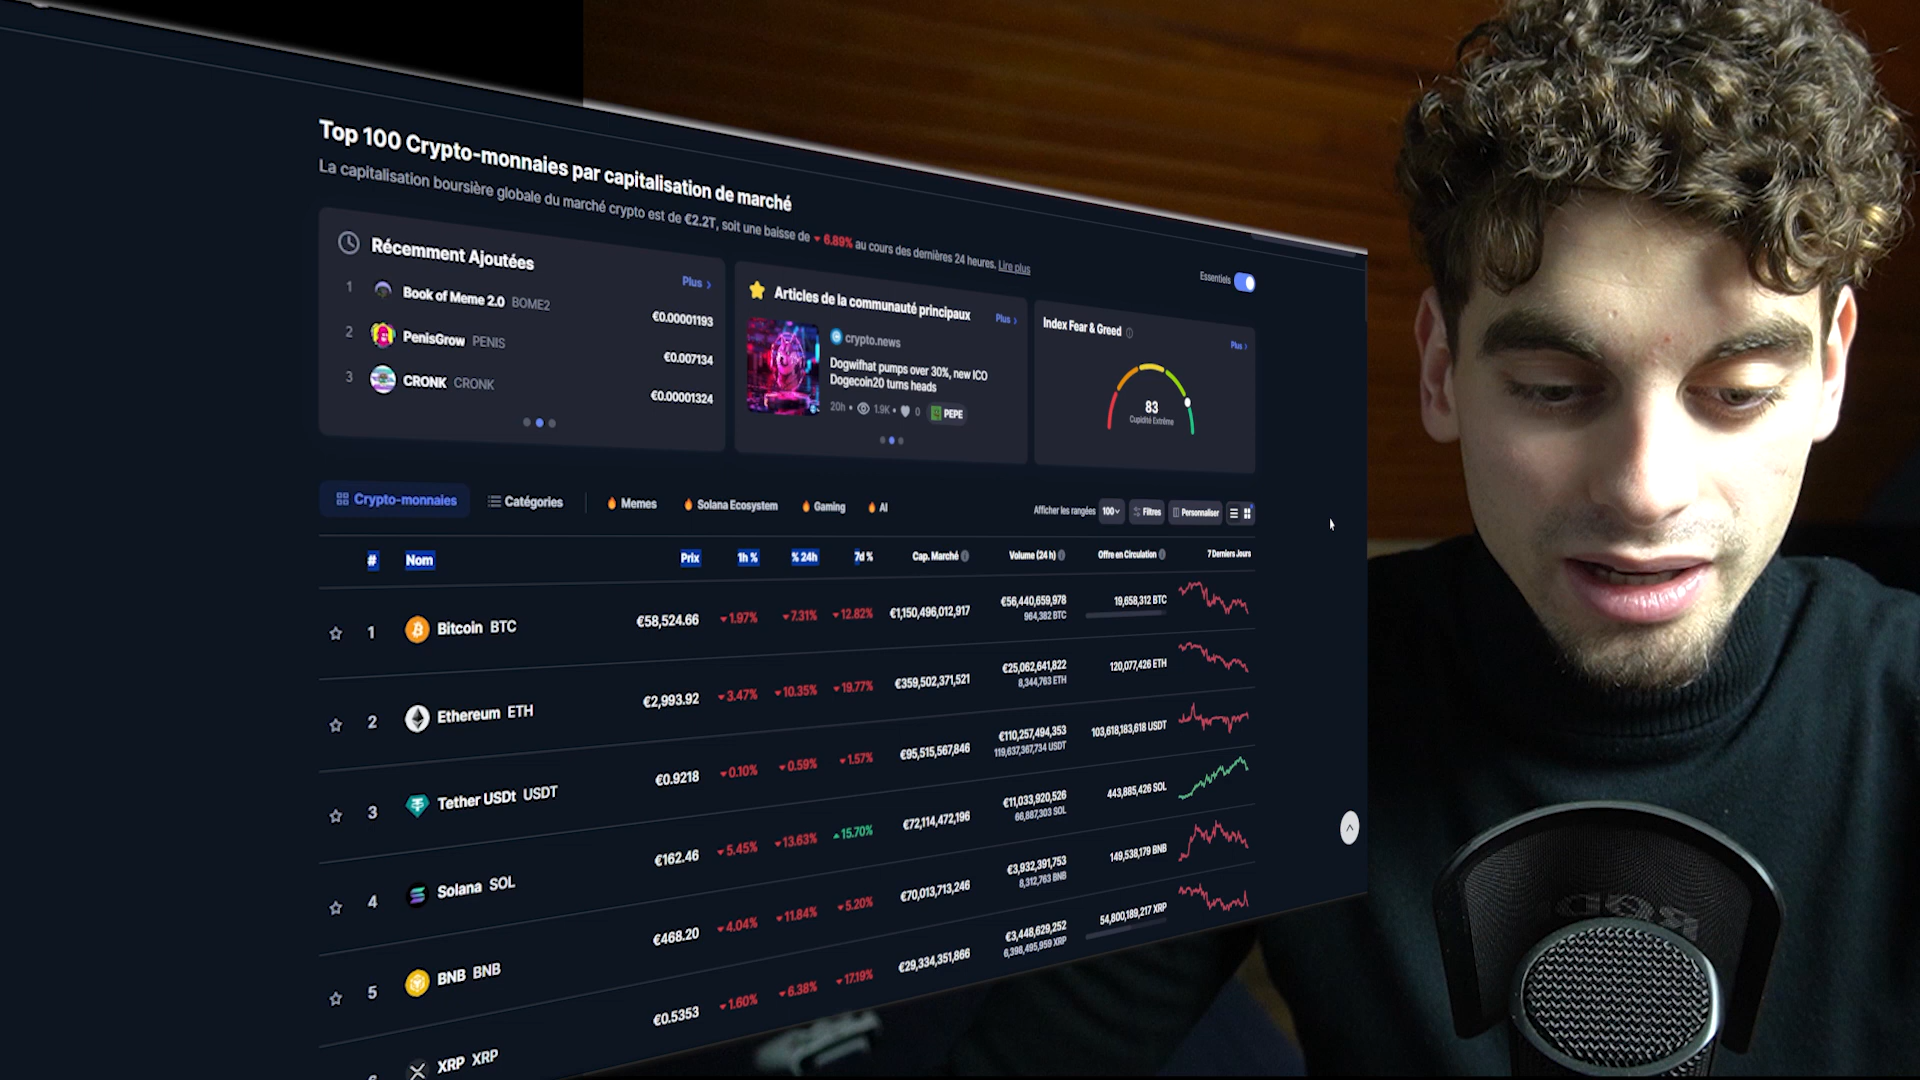 Top 100 Crypto-monnaies par capitalisation de marché
La capitalisation boursière globale du marché crypto est de €2.2T, soit une baisse de 6.89% au cours des dernières 24 heures. Lire plus
Essentiels
Récemment Ajoutées
Plus
1 Book of Meme 2.0 BOME2 €0.00001193
2 PenisGrow PENIS €0.007134
3 CRONK CRONK €0.00001324
Articles de la communauté principaux
Plus
crypto.news
Dogwifhat pumps over 30%, new ICO
Dogecoin20 turns heads
20h • 1.9K • 0 PEPE
Index Fear & Greed
Plus
83
Cupidité Extrême
Crypto-monnaies Catégories Memes Solana Ecosystem Gaming AI Afficher les rangées 100 Filtres Personnaliser
# Nom Prix 1h % % 24h 7d % Cap. Marché Volume (24 h) Offre en Circulation 7 Derniers Jours
1 Bitcoin BTC €58,524.66 1.97% 7.31% 12.82% €1,150,496,012,917 €56,440,659,978 19,658,312 BTC
964,382 BTC
2 Ethereum ETH €2,993.92 3.47% 10.35% 19.77% €359,502,371,521 €25,062,641,822 120,077,426 ETH
8,344,763 ETH
3 Tether USDt USDT €0.9218 0.10% 0.59% 1.57% €95,515,567,846 €110,257,494,353 103,618,183,618 USDT
119,637,367,734 USDT
4 Solana SOL €162.46 5.45% 13.63% 15.70% €72,114,472,196 €11,033,920,526 443,885,426 SOL
66,887,303 SOL
5 BNB BNB €468.20 4.04% 11.84% 5.20% €70,013,713,246 €3,932,391,753 149,538,179 BNB
8,312,763 BNB
XRP XRP €0.5353 1.60% 6.38% 17.19% €29,334,351,866 €3,448,629,252 54,800,189,217 XRP
6,398,495,959 XRP